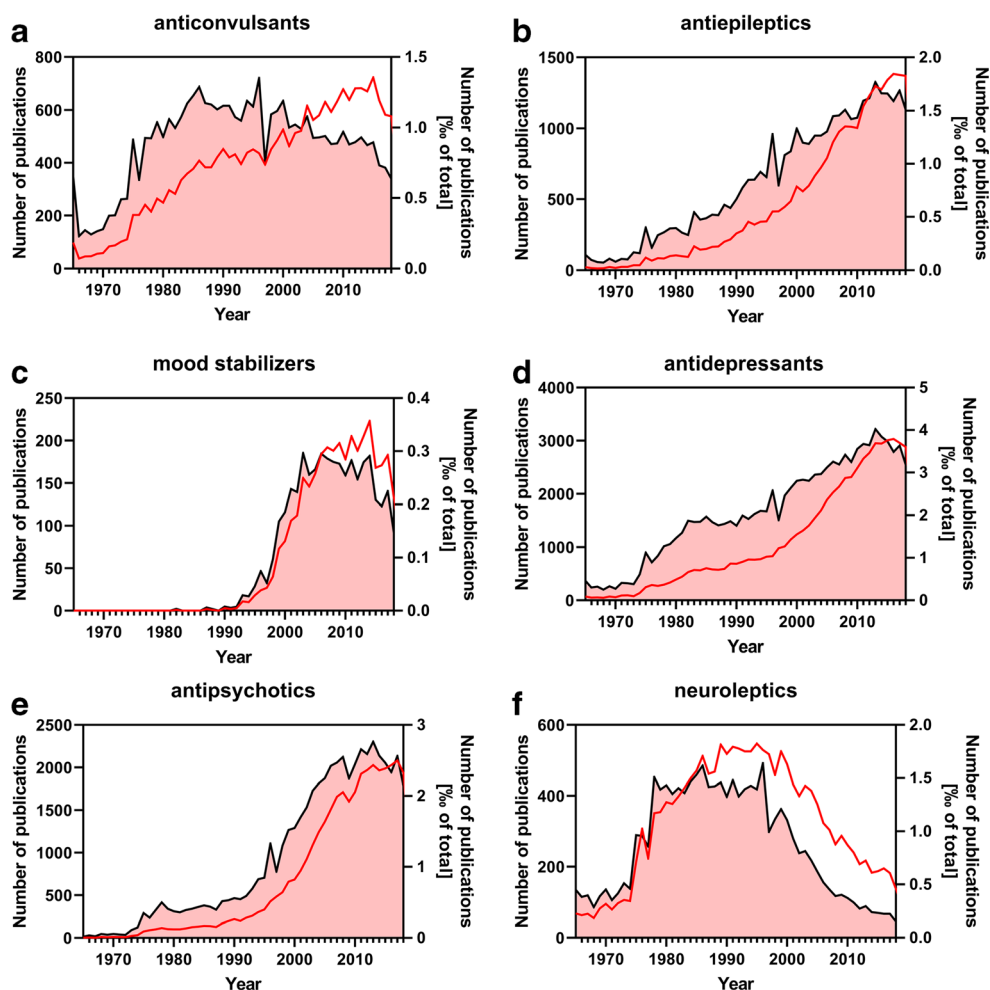 a
anticonvulsants
800
600
400
200
0
1.5
1.0
0.5
0.0
1970 1980 1990 2000 2010
Year
Number of publications
Number of publications
[‰ of total]
b
antiepileptics
1500
1000
500
0
2.0
1.5
1.0
0.5
0.0
1970 1980 1990 2000 2010
Year
Number of publications
Number of publications
[‰ of total]
c
mood stabilizers
250
200
150
100
50
0
0.4
0.3
0.2
0.1
0.0
1970 1980 1990 2000 2010
Year
Number of publications
Number of publications
[‰ of total]
d
antidepressants
4000
3000
2000
1000
0
5
4
3
2
1
0
1970 1980 1990 2000 2010
Year
Number of publications
Number of publications
[‰ of total]
e
antipsychotics
2500
2000
1500
1000
500
0
3
2
1
0
1970 1980 1990 2000 2010
Year
Number of publications
Number of publications
[‰ of total]
f
neuroleptics
600
400
200
0
2.0
1.5
1.0
0.5
0.0
1970 1980 1990 2000 2010
Year
Number of publications
Number of publications
[‰ of total]